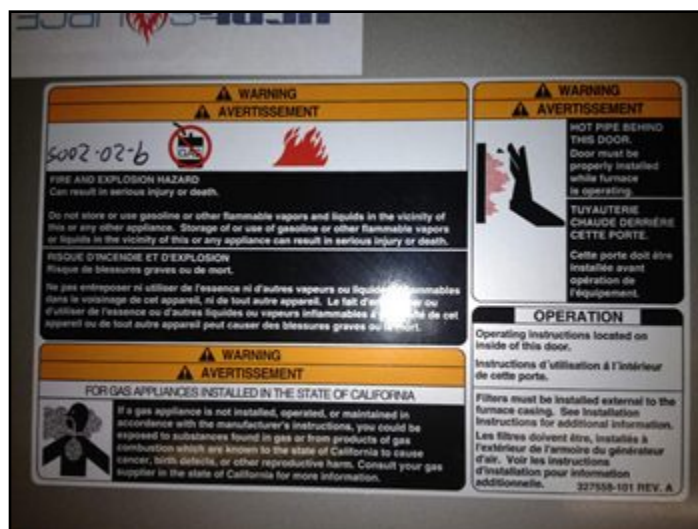 WARNING
AVERTISSEMENT
GAS
FIRE AND EXPLOSION HAZARD
Can result in serious injury or death.
Do not store or use gasoline or other flammable vapors and liquids in the vicinity of
this or any other appliance. Storage of or use of gasoline or other flammable vapors
or liquids in the vicinity of this or any appliance can result in serious injury or death.
RISQUE D'INCENDIE ET D'EXPLOSION
Risque de blessures graves ou de mort.
Ne pas entreposer ni utiliser de l'essence ni d'autres vapeurs ou liquides inflammables
dans le voisinage de cet appareil, ni de tout autre appareil. Le fait d'entreposer ou
d'utiliser de l'essence ou d'autres liquides ou vapeurs inflammables à proximité de cet
appareil ou de tout autre appareil peut causer des blessures graves ou la mort.
WARNING
AVERTISSEMENT
FOR GAS APPLIANCES INSTALLED IN THE STATE OF CALIFORNIA
If a gas appliance is not installed, operated, or maintained in
accordance with the manufacturer's instructions, you could be
exposed to substances found in gas or from products of gas
combustion which are known to the state of California to cause
cancer, birth defects, or other reproductive harm. Consult your gas
supplier in the state of California for more information.
WARNING
AVERTISSEMENT
HOT PIPE BEHIND
THIS DOOR.
Door must be
properly installed
while furnace
is operating.
TUYAUTERIE
CHAUDE DERRIÈRE
CETTE PORTE.
Cette porte doit être
installée avant
opération de
l'équipement.
OPERATION
Operating instructions located on
inside of this door.
Instructions d'utilisation à l'intérieur
de cette porte.
Filters must be installed external to the
furnace casing. See Installation
Instructions for additional information.
Les filtres doivent être, installés à
l'extérieur de l'armoire du générateur
d'air. Voir les instructions
d'installation pour information
additionnelle.
327558-101 REV. A